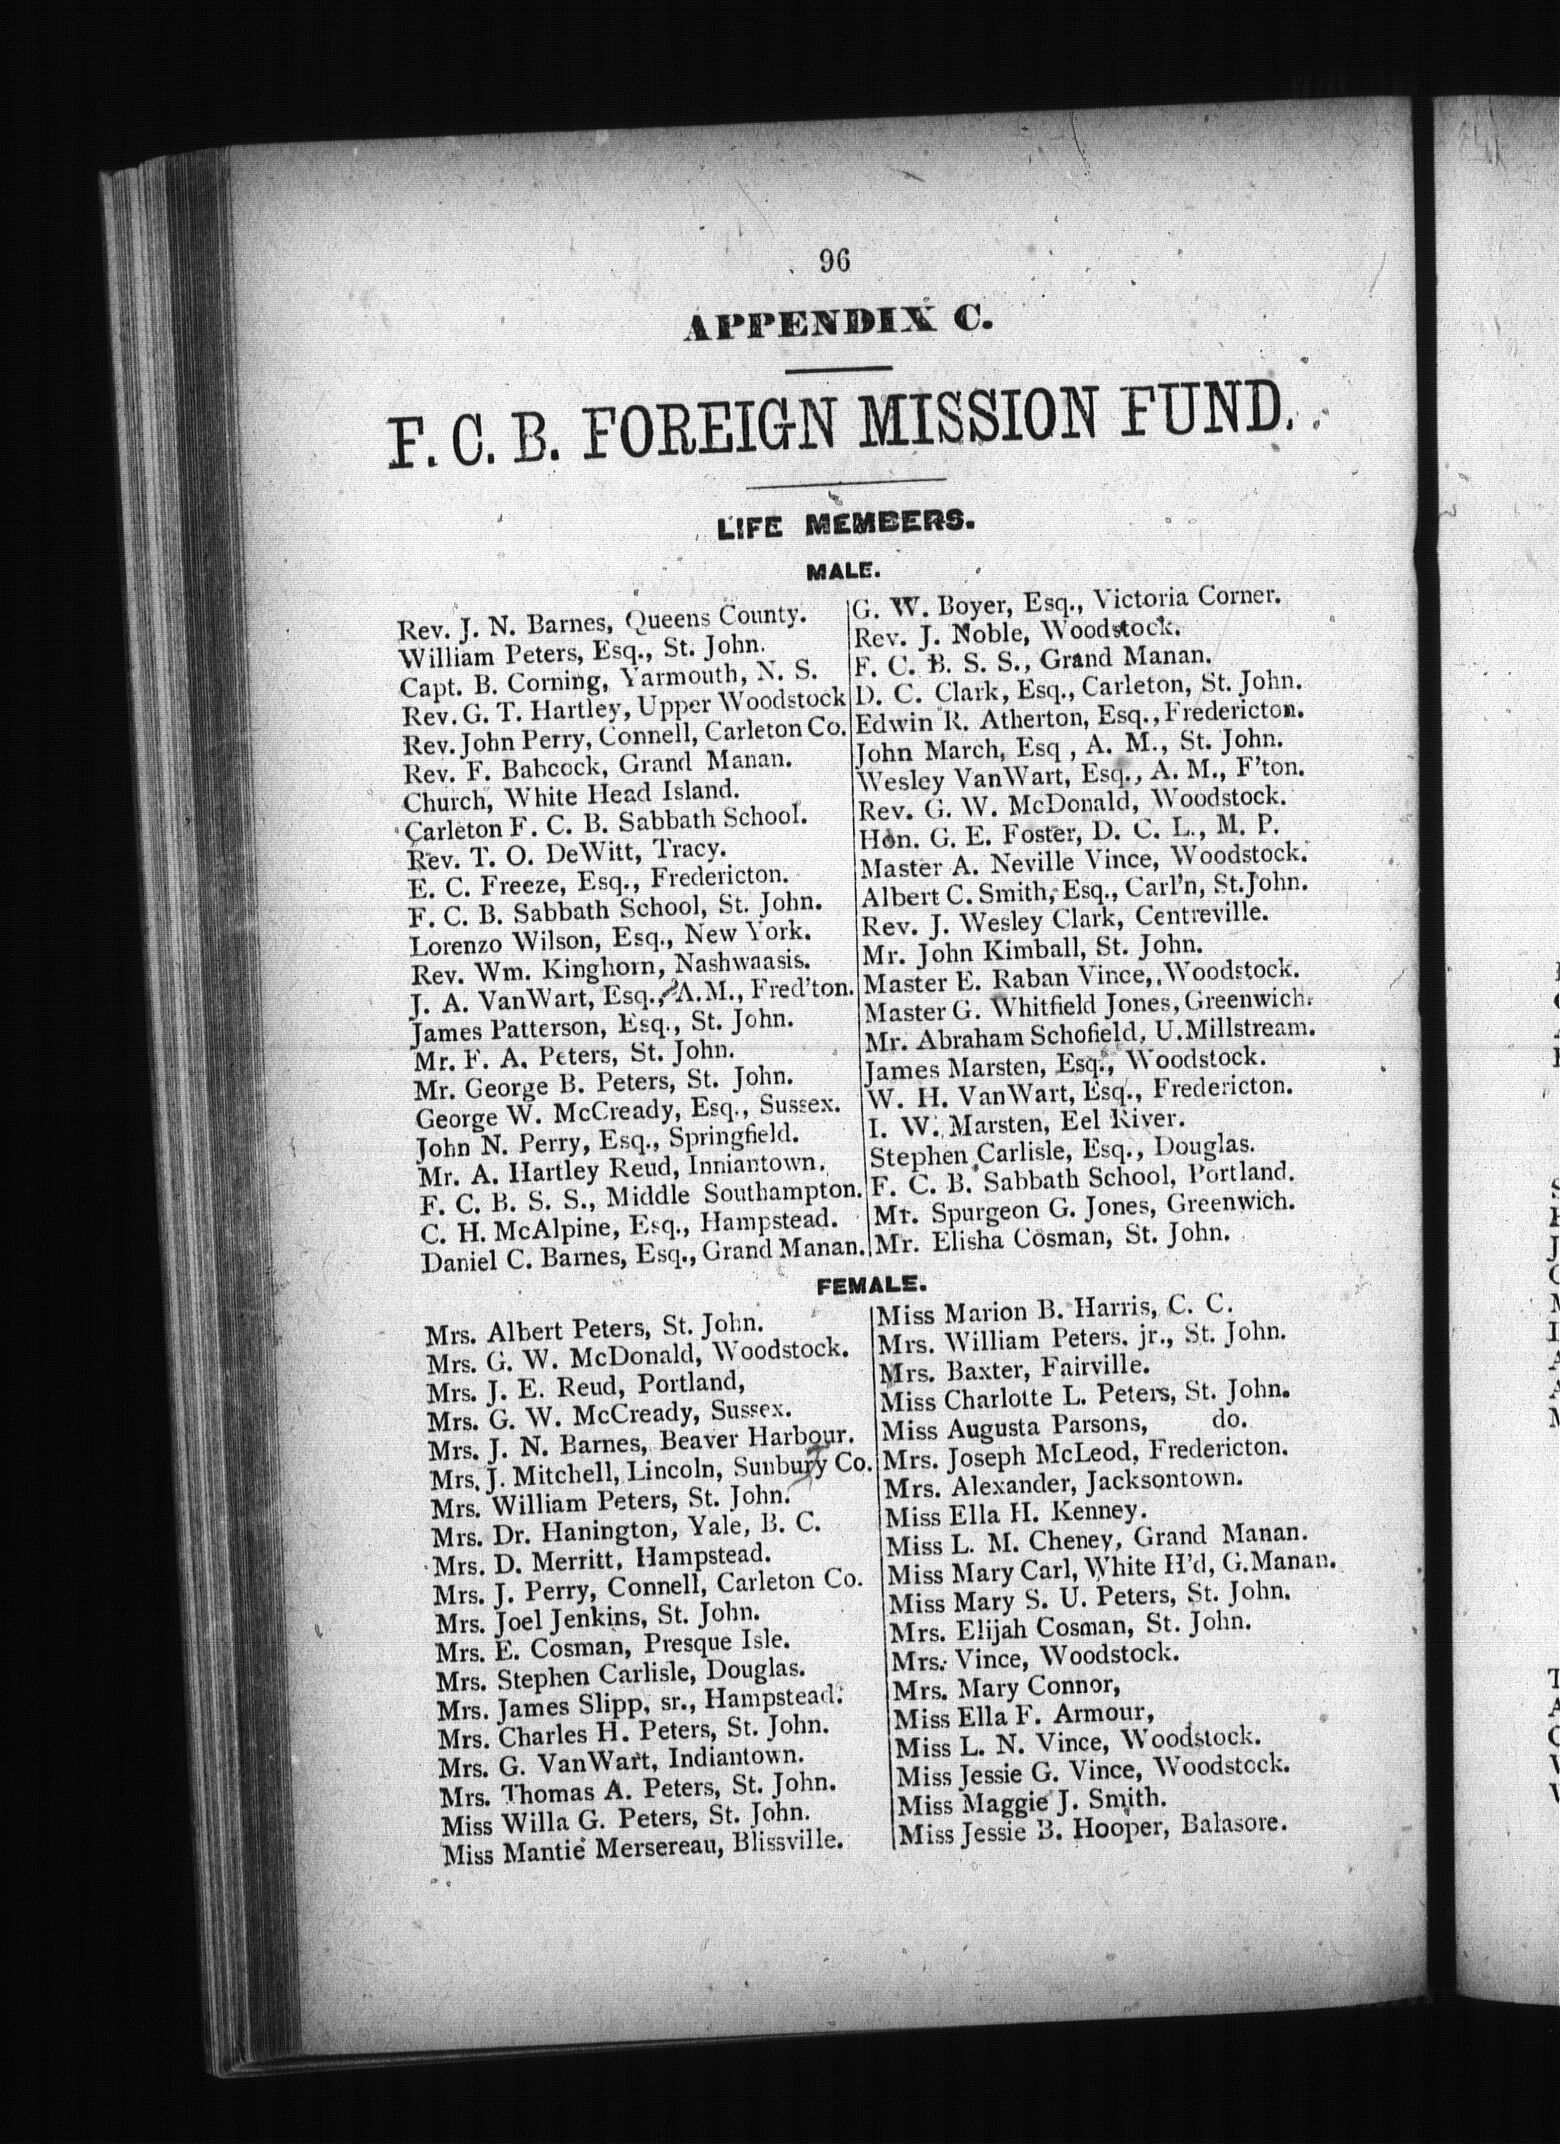 96
APPENDIX C.
F. C. B. FOREIGN MISSION FUND.
LIFE MEMBERS.
MALE.
Rev. J. N. Barnes, Queens County.
William Peters, Esq., St. John.
Capt. B. Corning, Yarmouth, N. S.
Rev. G. T. Hartley, Upper Woodstock
Rev. John Perry, Connell, Carleton Co.
Rev. F. Babcock, Grand Manan.
Church, White Head Island.
Carleton F. C. B. Sabbath School.
Rev. T. O. DeWitt, Tracy.
E. C. Freeze, Esq., Fredericton.
F. C. B. Sabbath School, St. John.
Lorenzo Wilson, Esq., New York.
Rev. Wm. Kinghorn, Nashwaasis.
J. A. VanWart, Esq., A.M., Fred'ton.
James Patterson, Esq., St. John.
Mr. F. A. Peters, St. John.
Mr. George B. Peters, St. John.
George W. McCready, Esq., Sussex.
John N. Perry, Esq., Springfield.
Mr. A. Hartley Reud, Inniantown.
F. C. B. S. S., Middle Southampton.
C. H. McAlpine, Esq., Hampstead.
Daniel C. Barnes, Esq., Grand Manan.
G. W. Boyer, Esq., Victoria Corner.
Rev. J. Noble, Woodstock.
F. C. B. S. S., Grand Manan.
D. C. Clark, Esq., Carleton, St. John.
Edwin R. Atherton, Esq., Fredericton.
John March, Esq , A. M., St. John.
Wesley VanWart, Esq., A. M., F'ton.
Rev. G. W. McDonald, Woodstock.
Hon. G. E. Foster, D. C. L., M. P.
Master A. Neville Vince, Woodstock.
Albert C. Smith, Esq., Carl'n, St.John.
Rev. J. Wesley Clark, Centreville.
Mr. John Kimball, St. John.
Master E. Raban Vince, Woodstock.
Master G. Whitfield Jones, Greenwich.
Mr. Abraham Schofield, U.Millstream.
James Marsten, Esq., Woodstock.
W. H. VanWart, Esq., Fredericton.
I. W. Marsten, Eel River.
Stephen Carlisle, Esq., Douglas.
F. C. B. Sabbath School, Portland.
Mr. Spurgeon G. Jones, Greenwich.
Mr. Elisha Cosman, St. John.
FEMALE.
Mrs. Albert Peters, St. John.
Mrs. G. W. McDonald, Woodstock.
Mrs. J. E. Reud, Portland,
Mrs. G. W. McCready, Sussex.
Mrs. J. N. Barnes, Beaver Harbour.
Mrs. J. Mitchell, Lincoln, Sunbury Co.
Mrs. William Peters, St. John.
Mrs. Dr. Hanington, Yale, B. C.
Mrs. D. Merritt, Hampstead.
Mrs. J. Perry, Connell, Carleton Co.
Mrs. Joel Jenkins, St. John.
Mrs. E. Cosman, Presque Isle.
Mrs. Stephen Carlisle, Douglas.
Mrs. James Slipp, sr., Hampstead.
Mrs. Charles H. Peters, St. John.
Mrs. G. VanWart, Indiantown.
Mrs. Thomas A. Peters, St. John.
Miss Willa G. Peters, St. John.
Miss Mantie Mersereau, Blissville.
Miss Marion B. Harris, C. C.
Mrs. William Peters. jr., St. John.
Mrs. Baxter, Fairville.
Miss Charlotte L. Peters, St. John.
Miss Augusta Parsons, do.
Mrs. Joseph McLeod, Fredericton.
Mrs. Alexander, Jacksontown.
Miss Ella H. Kenney.
Miss L. M. Cheney, Grand Manan.
Miss Mary Carl, White H'd, G.Manan.
Miss Mary S. U. Peters, St. John.
Mrs. Elijah Cosman, St. John.
Mrs. Vince, Woodstock.
Mrs. Mary Connor,
Miss Ella F. Armour,
Miss L. N. Vince, Woodstock.
Miss Jessie G. Vince, Woodstock.
Miss Maggie J. Smith.
Miss Jessie B. Hooper, Balasore.